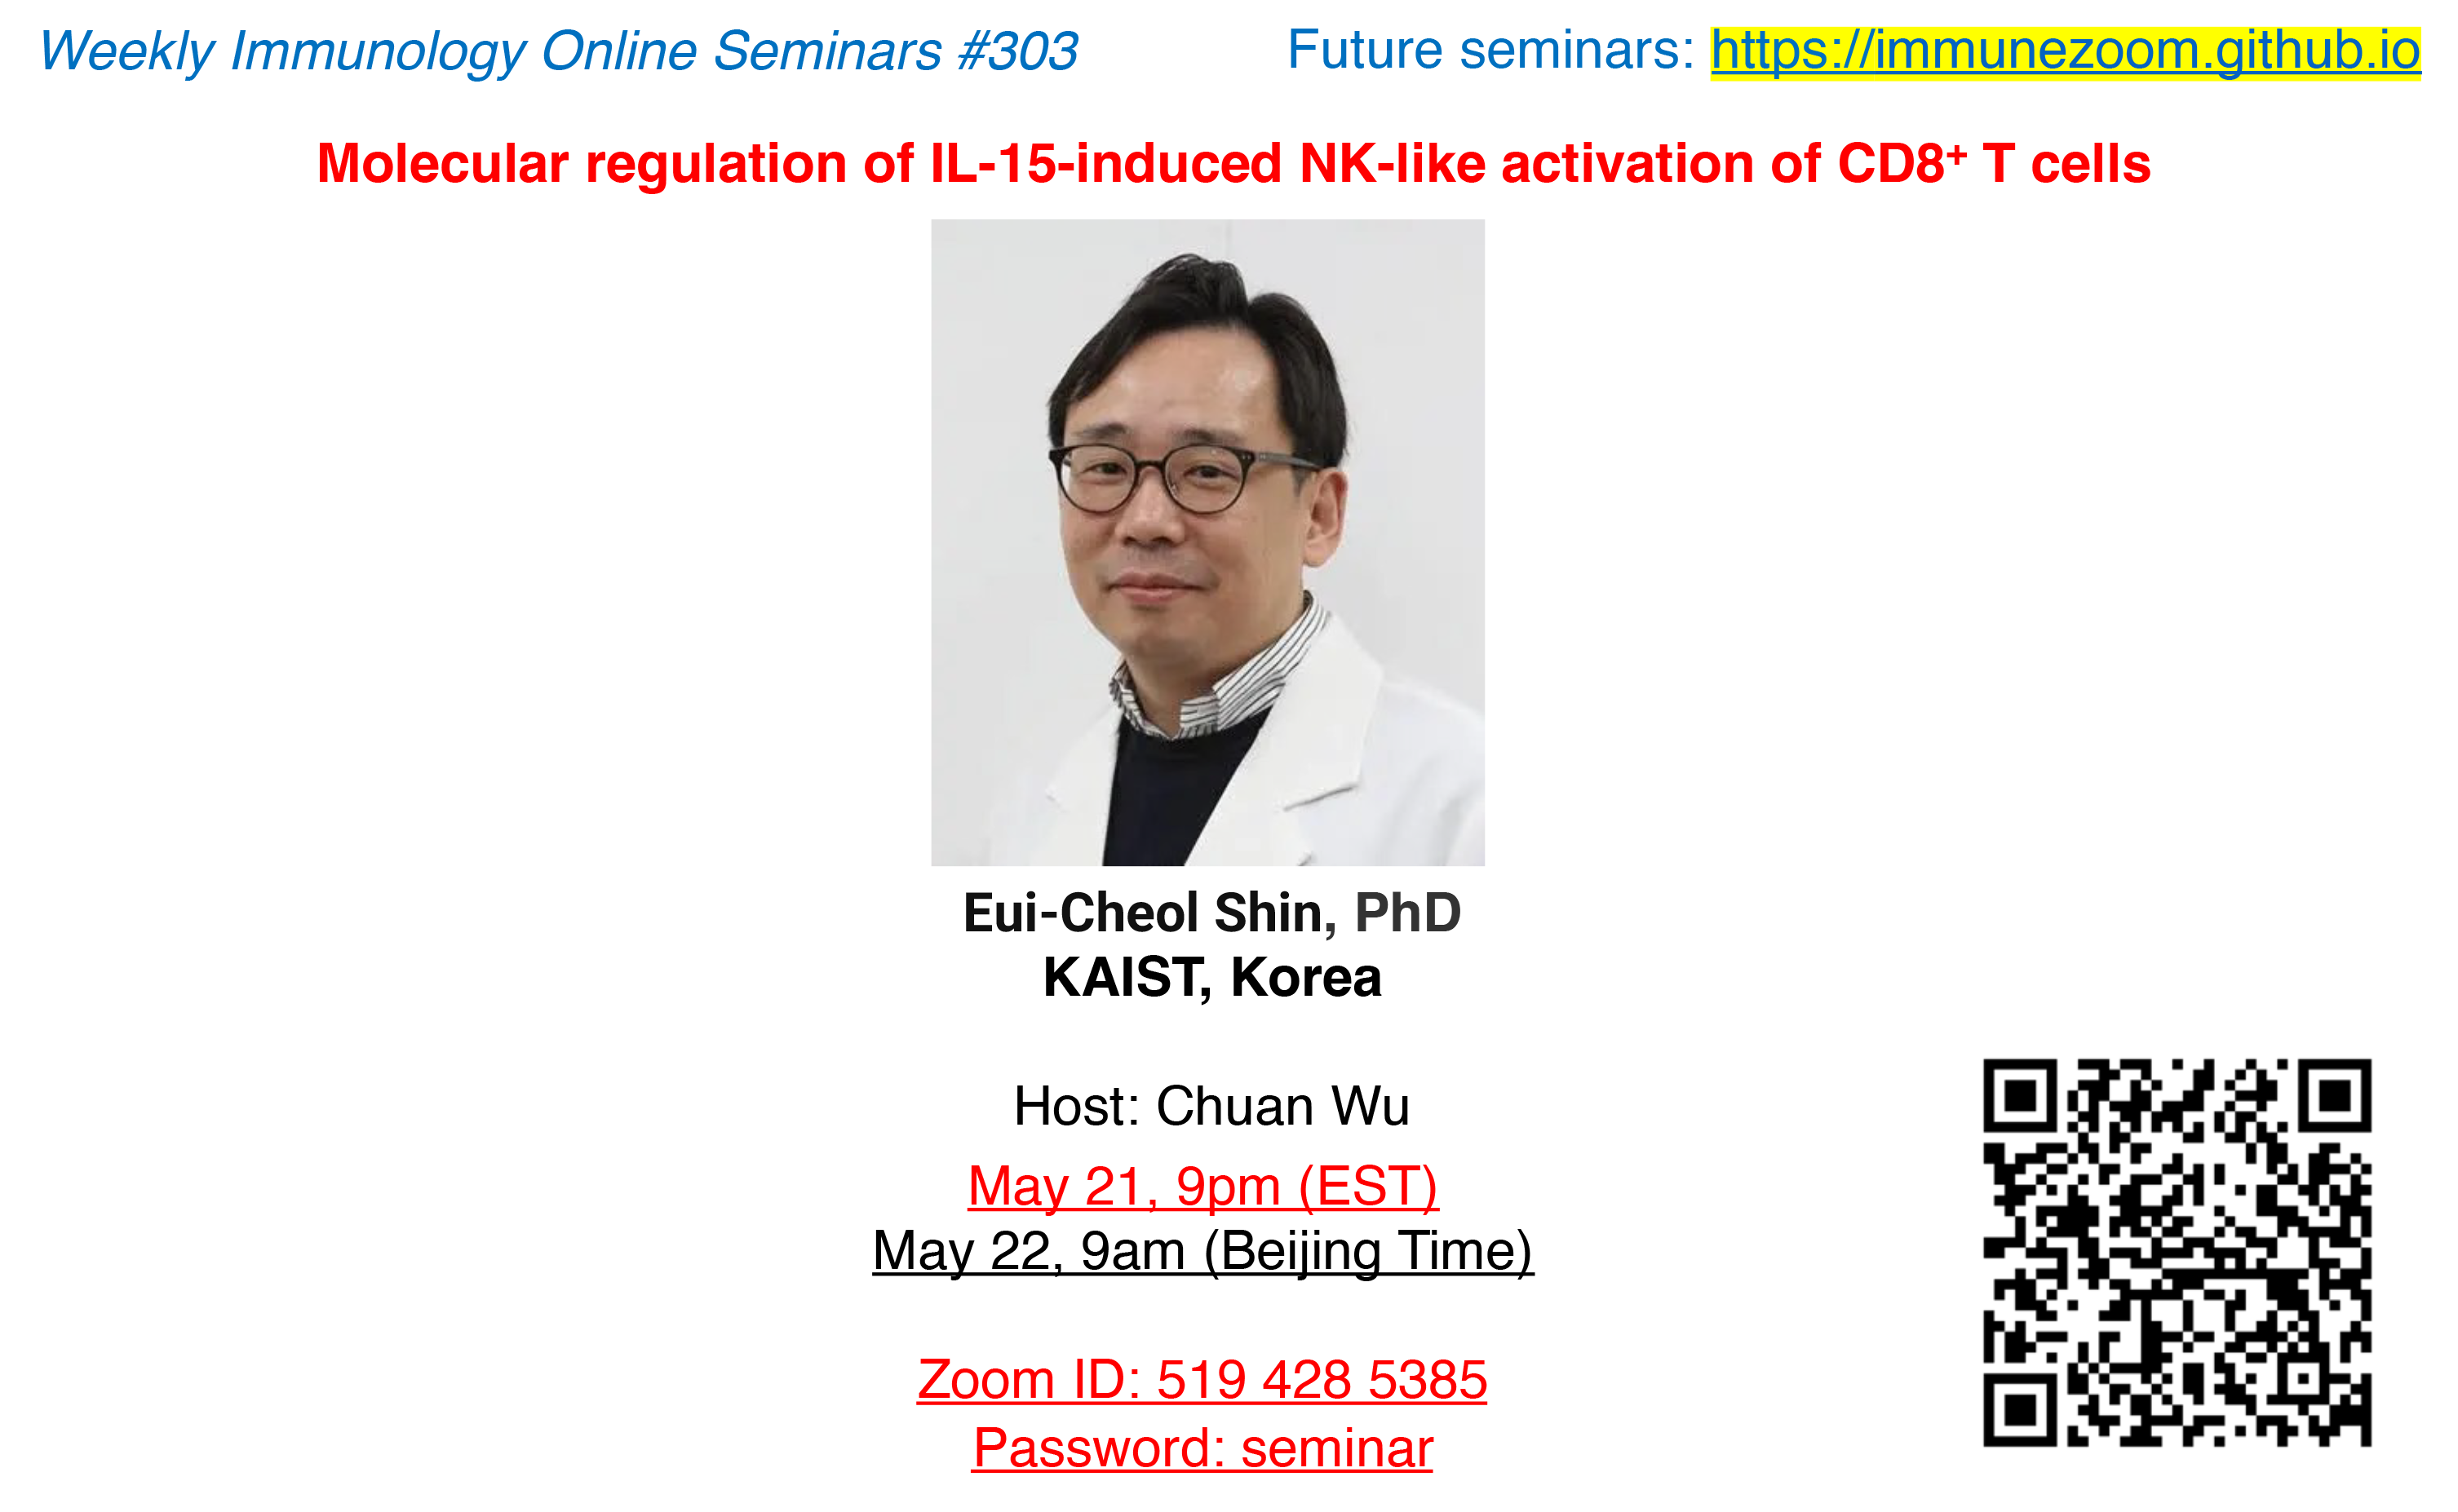 Weekly Immunology Online Seminars #303
Future seminars: https://immunezoom.github.io
Molecular regulation of IL-15-induced NK-like activation of CD8⁺ T cells
Eui-Cheol Shin, PhD
KAIST, Korea
Host: Chuan Wu
May 21, 9pm (EST)
May 22, 9am (Beijing Time)
Zoom ID: 519 428 5385
Password: seminar